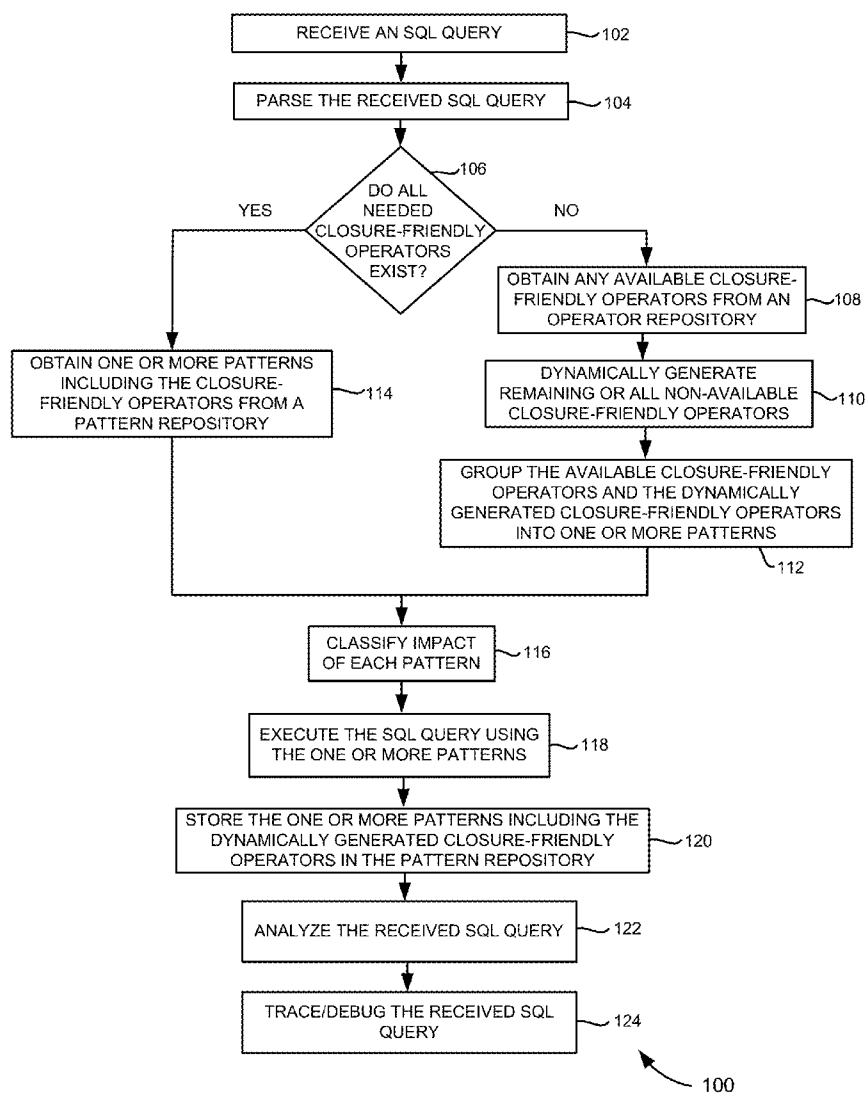 RECEIVE AN SQL QUERY
102
PARSE THE RECEIVED SQL QUERY
104
106
DO ALL
NEEDED
CLOSURE-FRIENDLY
OPERATORS
EXIST?
YES
NO
OBTAIN ANY AVAILABLE CLOSURE-
FRIENDLY OPERATORS FROM AN
OPERATOR REPOSITORY
108
OBTAIN ONE OR MORE PATTERNS
INCLUDING THE CLOSURE-
FRIENDLY OPERATORS FROM A
PATTERN REPOSITORY
114
DYNAMICALLY GENERATE
REMAINING OR ALL NON-AVAILABLE
CLOSURE-FRIENDLY OPERATORS
110
GROUP THE AVAILABLE CLOSURE-FRIENDLY
OPERATORS AND THE DYNAMICALLY
GENERATED CLOSURE-FRIENDLY OPERATORS
INTO ONE OR MORE PATTERNS
112
CLASSIFY IMPACT
OF EACH PATTERN
116
EXECUTE THE SQL QUERY USING
THE ONE OR MORE PATTERNS
118
STORE THE ONE OR MORE PATTERNS INCLUDING THE
DYNAMICALLY GENERATED CLOSURE-FRIENDLY
OPERATORS IN THE PATTERN REPOSITORY
120
ANALYZE THE RECEIVED SQL QUERY
122
TRACE/DEBUG THE RECEIVED SQL
QUERY
124
100